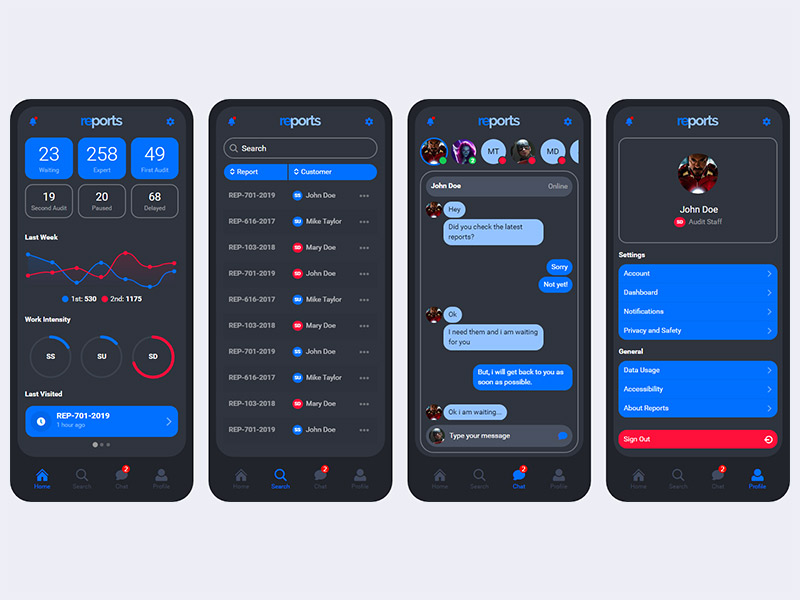 reports
23
Waiting
258
Expert
49
First Audit
19
Second Audit
20
Paused
68
Delayed
Last Week
1st: 530 2nd: 1175
Work Intensity
SS
SU
SD
Last Visited
REP-701-2019
1 hour ago
Home
Search
2
Chat
Profile
reports
Search
Report
Customer
REP-701-2019 SS John Doe
REP-616-2017 SU Mike Taylor
REP-103-2018 SD Mary Doe
REP-701-2019 SD John Doe
REP-616-2017 SU Mike Taylor
REP-103-2018 SD Mary Doe
REP-701-2019 SS John Doe
REP-616-2017 SU Mike Taylor
REP-103-2018 SD Mary Doe
REP-701-2019 SS John Doe
Home
Search
2
Chat
Profile
reports
2
MT
MD
John Doe
Online
Hey
Did you check the latest
reports?
Sorry
Not yet!
Ok
I need them and i am waiting
for you
But, i will get back to you as
soon as possible.
Ok i am waiting...
Type your message
Home
Search
2
Chat
Profile
reports
John Doe
SD Audit Staff
Settings
Account
Dashboard
Notifications
Privacy and Safety
General
Data Usage
Accessibility
About Reports
Sign Out
Home
Search
2
Chat
Profile